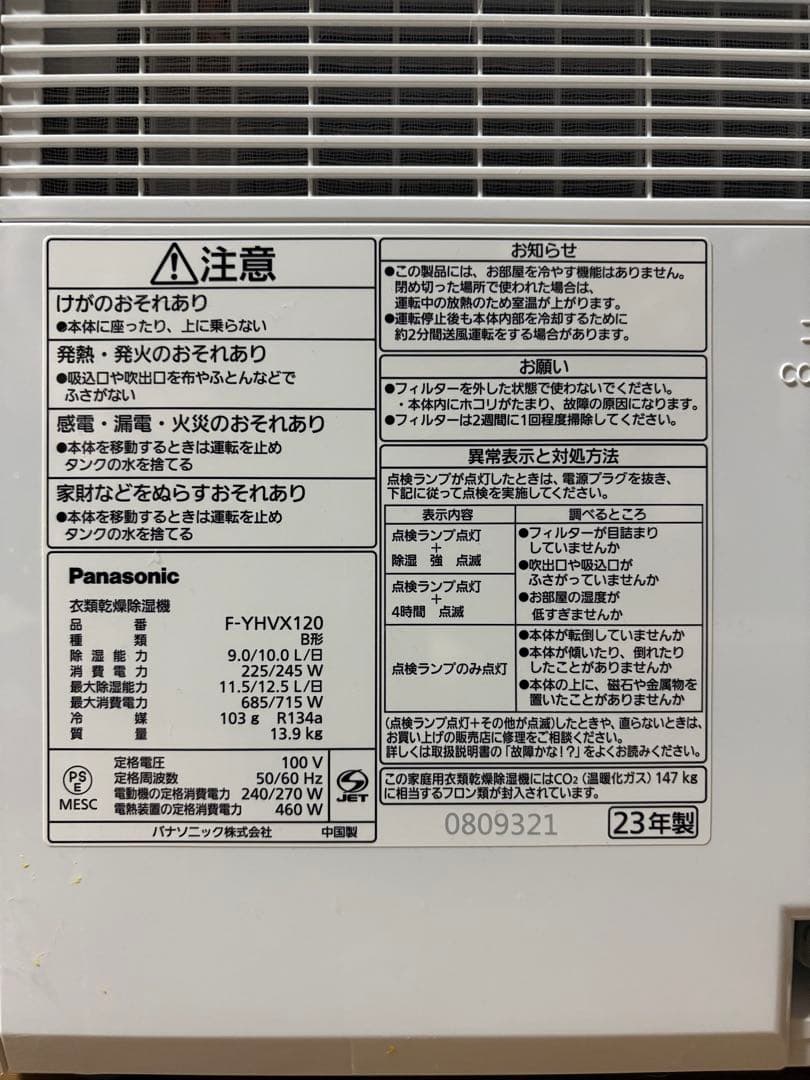 注意
けがのおそれあり
●本体に座ったり、上に乗らない
発熱・発火のおそれあり
●吸込口や吹出口を布やふとんなどで
ふさがない
感電・漏電・火災のおそれあり
●本体を移動するときは運転を止め
タンクの水を捨てる
家財などをぬらすおそれあり
●本体を移動するときは運転を止め
タンクの水を捨てる
Panasonic
衣類乾燥除湿機
品番 F-YHVX120
種類 B形
除湿能力 9.0/10.0 L/日
消費電力 225/245 W
最大除湿能力 11.5/12.5 L/日
最大消費電力 685/715 W
冷媒 103 g R134a
質量 13.9 kg
PS
E
MESC
定格電圧 100 V
定格周波数 50/60 Hz
電動機の定格消費電力 240/270 W
電熱装置の定格消費電力 460 W
S
JET
パナソニック株式会社 中国製
お知らせ
●この製品には、お部屋を冷やす機能はありません。
閉め切った場所で使われた場合は、
運転中の放熱のため室温が上がります。
●運転停止後も本体内部を冷却するために
約2分間送風運転をする場合があります。
お願い
●フィルターを外した状態で使わないでください。
・本体内にホコリがたまり、故障の原因になります。
●フィルターは2週間に1回程度掃除してください。
異常表示と対処方法
点検ランプが点灯したときは、電源プラグを抜き、
下記に従って点検を実施してください。
表示内容 調べるところ
点検ランプ点灯
+
除湿 強 点滅
点検ランプ点灯
+
4時間 点滅
●フィルターが目詰まり
していませんか
●吹出口や吸込口が
ふさがっていませんか
●お部屋の湿度が
低すぎませんか
点検ランプのみ点灯
●本体が転倒していませんか
●本体が傾いたり、倒れたり
したことがありませんか
●本体の上に、磁石や金属物を
置いたことがありませんか
(点検ランプ点灯+その他が点滅)したときや、直らないときは、
お買い上げの販売店に修理をご相談ください。
詳しくは取扱説明書の「故障かな!?」をよくお読みください。
この家庭用衣類乾燥除湿機にはCO2(温暖化ガス)147 kg
に相当するフロン類が封入されています。
0809321 23年製